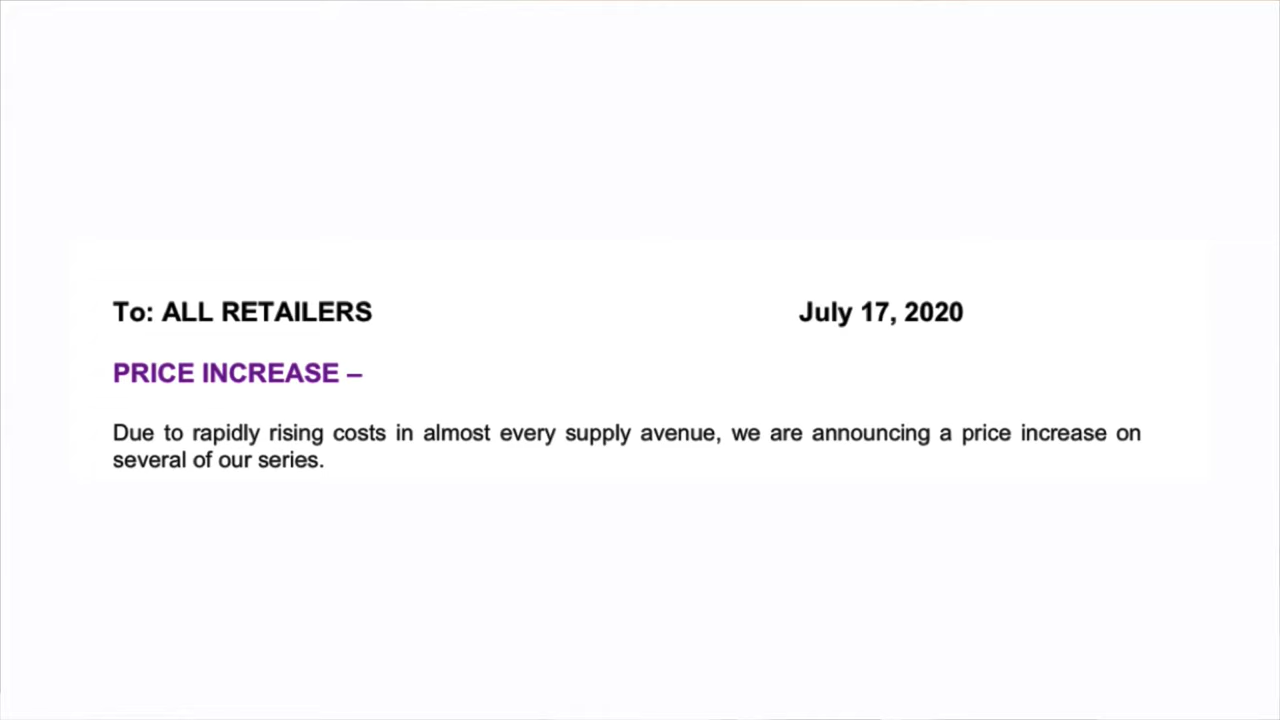 To: ALL RETAILERS July 17, 2020
PRICE INCREASE –
Due to rapidly rising costs in almost every supply avenue, we are announcing a price increase on
several of our series.